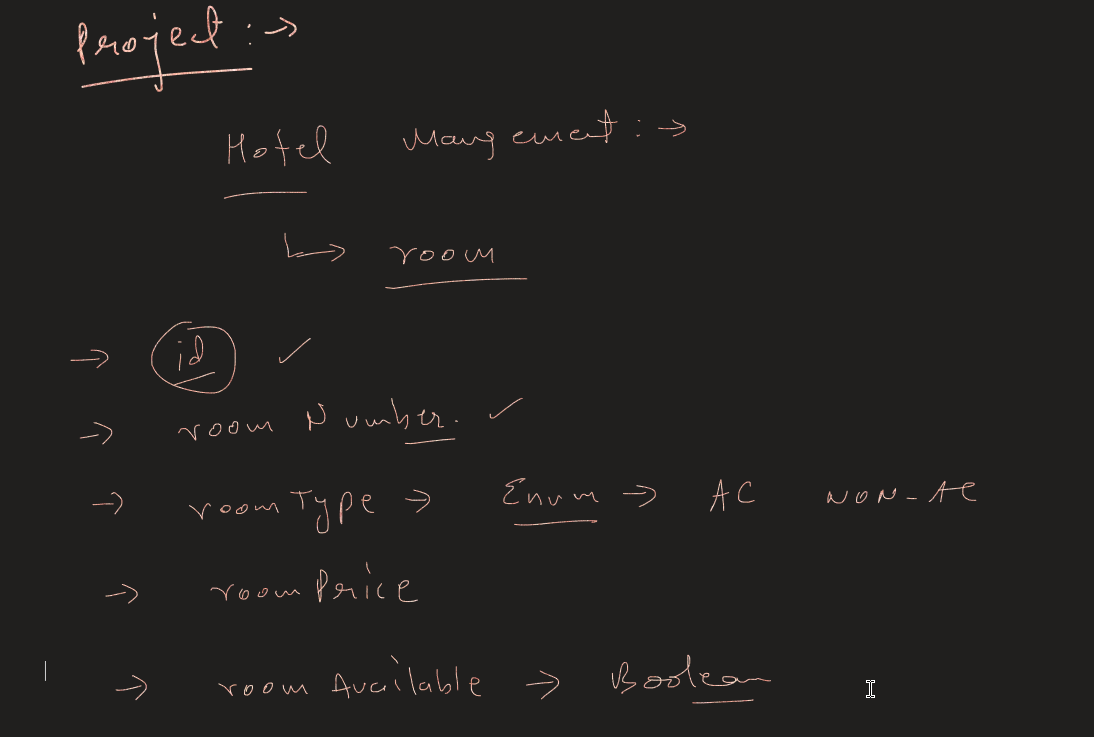 Project :→
Hotel Mangement :→
↳ room
→ id ✓
→ room Number. ✓
→ roomType → Enum → AC NON-AC
→ roomPrice
→ room Available → Boolean